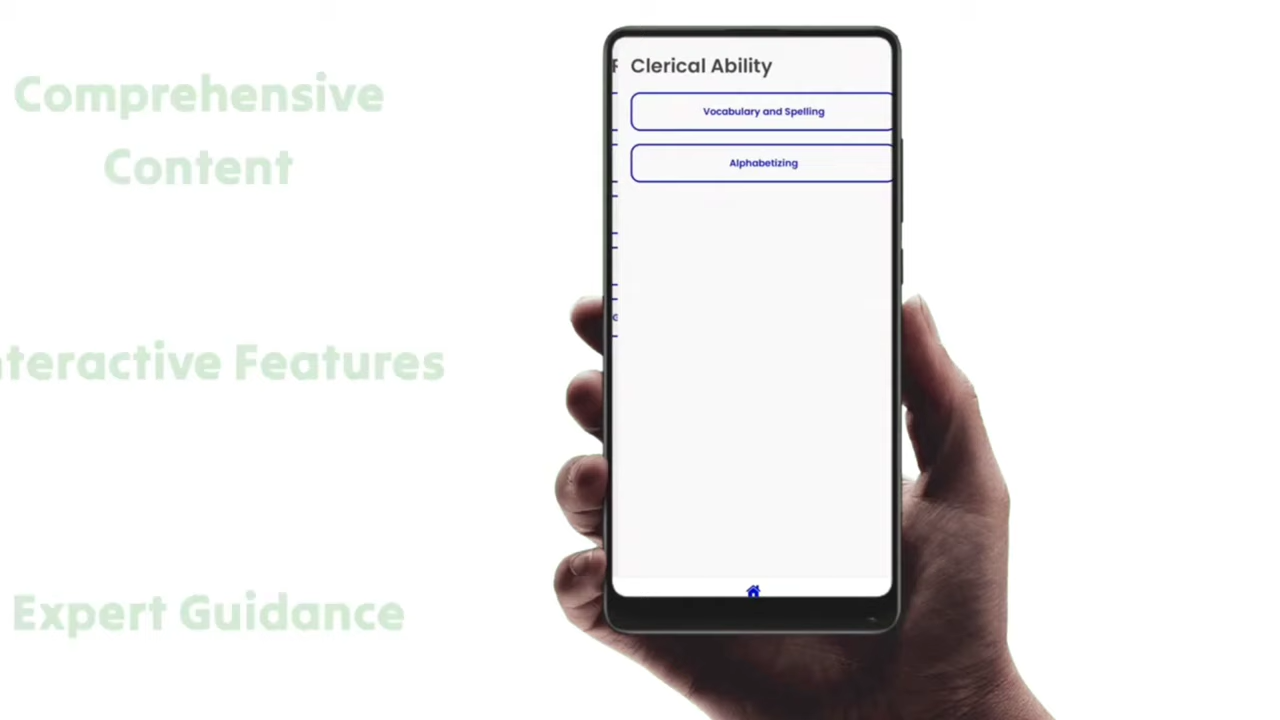 Comprehensive
Content
nteractive Features
Expert Guidance
Clerical Ability
Vocabulary and Spelling
Alphabetizing